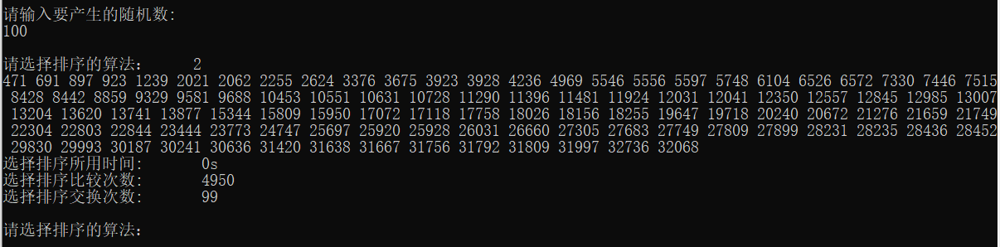 请输入要产生的随机数:
100
请选择排序的算法： 2
471 691 897 923 1239 2021 2062 2255 2624 3376 3675 3923 3928 4236 4969 5546 5556 5597 5748 6104 6526 6572 7330 7446 7515
8428 8442 8859 9329 9581 9688 10453 10551 10631 10728 11290 11396 11481 11924 12031 12041 12350 12557 12845 12985 13007
13204 13620 13741 13877 15344 15809 15950 17072 17118 17758 18026 18156 18255 19647 19718 20240 20672 21276 21659 21749
22304 22803 22844 23444 23773 24747 25697 25920 25928 26031 26660 27305 27683 27749 27809 27899 28231 28235 28436 28452
29830 29993 30187 30241 30636 31420 31638 31667 31756 31792 31809 31997 32736 32068
选择排序所用时间: 0s
选择排序比较次数: 4950
选择排序交换次数: 99
请选择排序的算法：